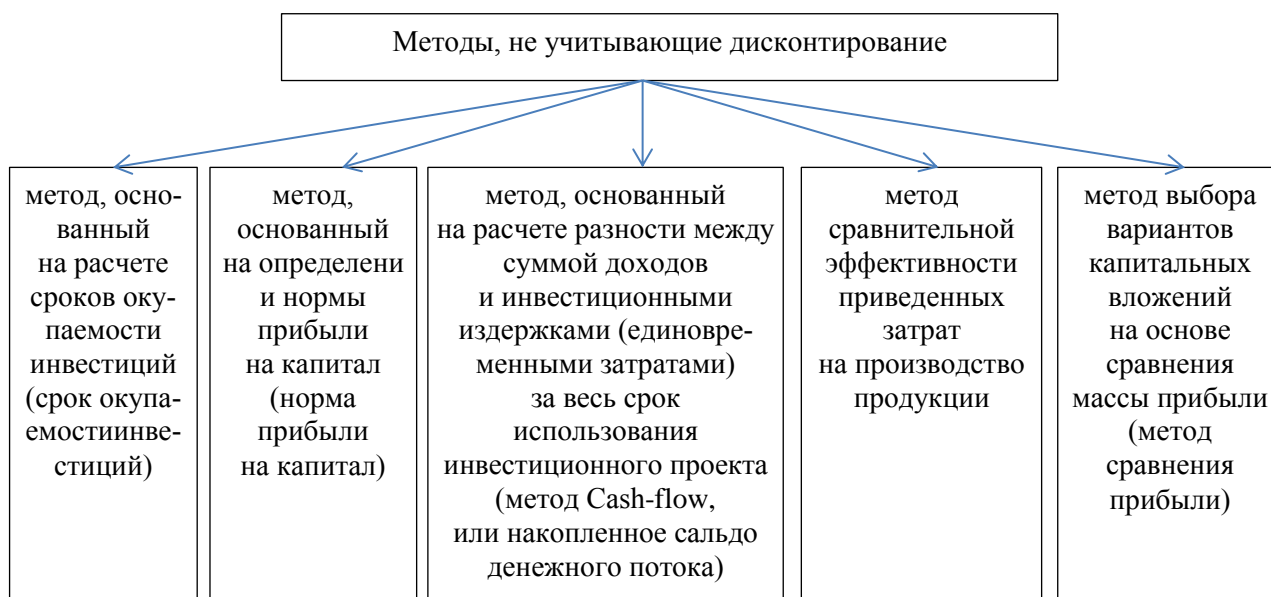 Методы, не учитывающие дисконтирование
метод, осно-
ванный
на расчете
сроков оку-
паемости
инвестиций
(срок окупа-
емостиинве-
стиций)
метод,
основанный
на определени
и нормы
прибыли
на капитал
(норма
прибыли
на капитал)
метод, основанный
на расчете разности между
суммой доходов
и инвестиционными
издержками (единовре-
менными затратами)
за весь срок
использования
инвестиционного проекта
(метод Cash-flow,
или накопленное сальдо
денежного потока)
метод
сравнительной
эффективности
приведенных
затрат
на производство
продукции
метод выбора
вариантов
капитальных
вложений
на основе
сравнения
массы прибыли
(метод
сравнения
прибыли)